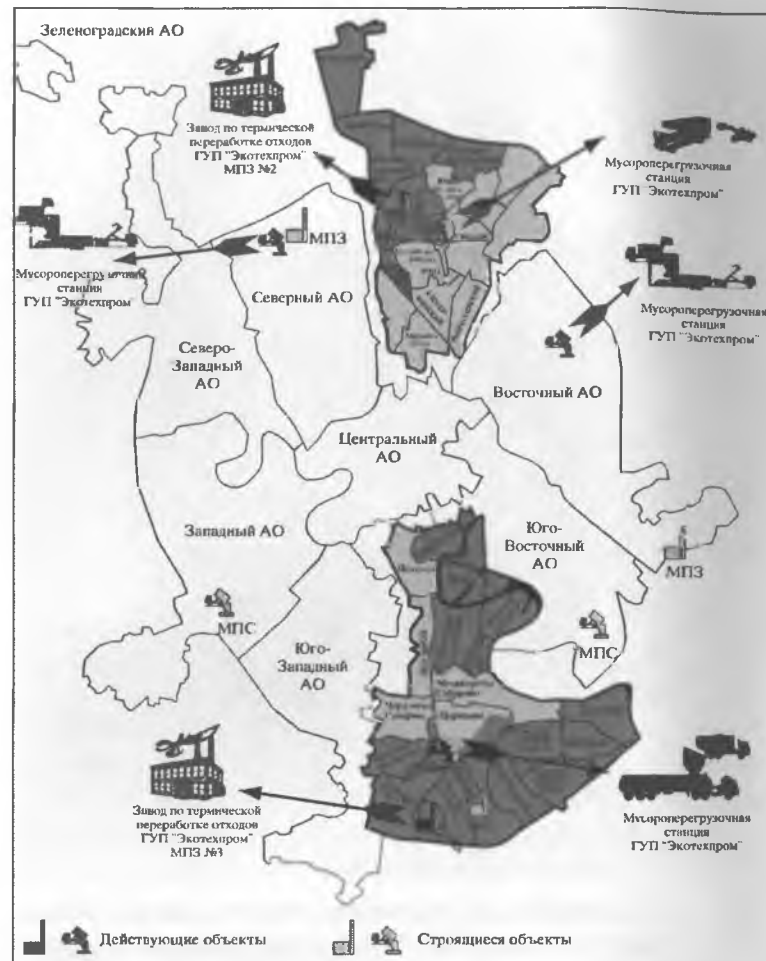 Зеленоградский АО
Завод по термической
переработке отходов
ГУП "Экотехпром"
МПЗ №2
Мусороперегрузочная
станция
ГУП "Экотехпром"
МПЗ
Мусороперегрузочная
станция
ГУП "Экотехпром"
Северный АО
Мусороперегрузочная
станция
ГУП "Экотехпром"
Северо-
Западный
АО
Восточный АО
Центральный
АО
Западный АО
Юго-
Восточный
АО
МПЗ
МПС
МПС
Юго-
Западный
АО
Завод по термической
переработке отходов
ГУП "Экотехпром"
МПЗ №3
Мусороперегрузочная
станция
ГУП "Экотехпром"
Действующие объекты
Строящиеся объекты